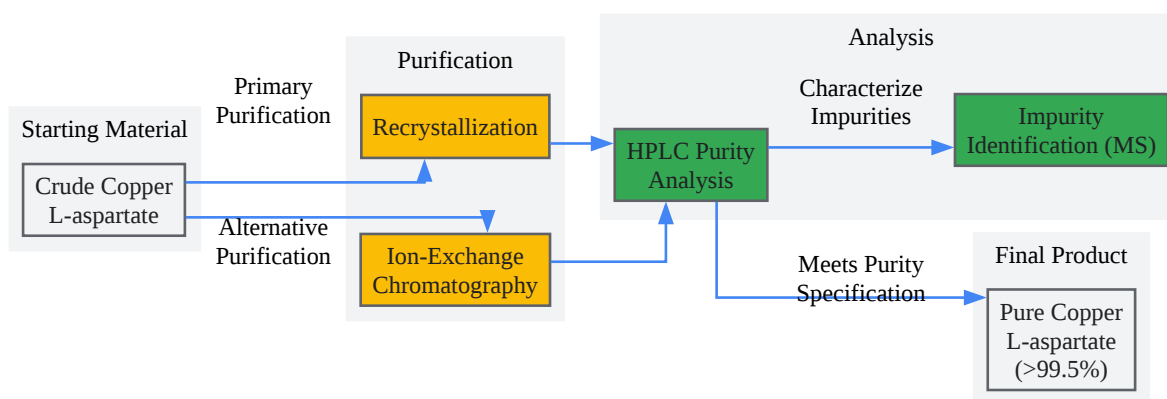 Starting Material
Crude Copper
L-aspartate
Primary
Purification
Alternative
Purification
Purification
Recrystallization
Ion-Exchange
Chromatography
Analysis
HPLC Purity
Analysis
Characterize
Impurities
Impurity
Identification (MS)
Meets Purity
Specification
Final Product
Pure Copper
L-aspartate
(>99.5%)